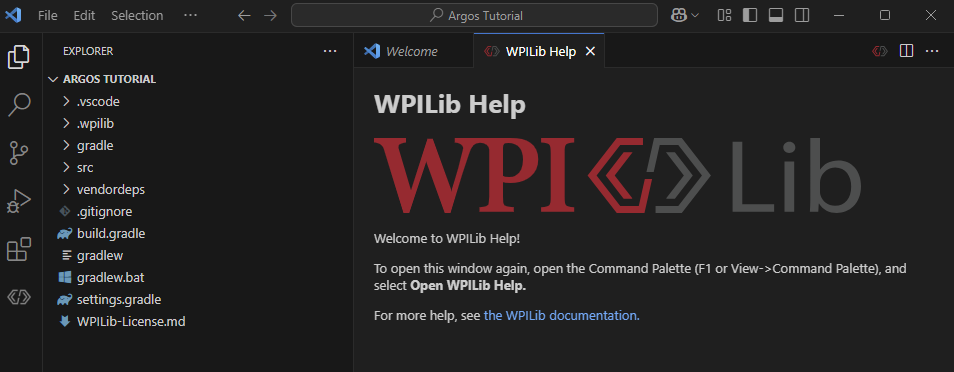 File Edit Selection ··· Argos Tutorial
EXPLORER ···
Welcome WPILib Help ···
ARGOS TUTORIAL
.vscode
.wpilib
gradle
src
vendordeps
.gitignore
build.gradle
gradlew
gradlew.bat
settings.gradle
WPILib-License.md
WPILib Help
WPI Lib
Welcome to WPILib Help!
To open this window again, open the Command Palette (F1 or View->Command Palette), and
select Open WPILib Help.
For more help, see the WPILib documentation.